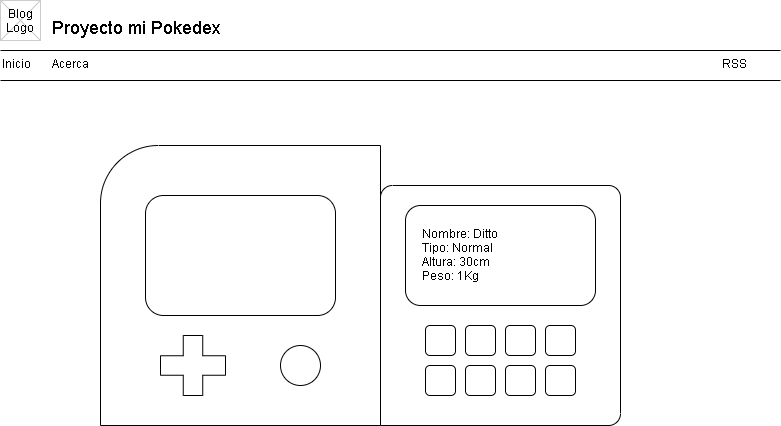 Blog
Logo
Proyecto mi Pokedex
Inicio Acerca RSS
Nombre: Ditto
Tipo: Normal
Altura: 30cm
Peso: 1Kg